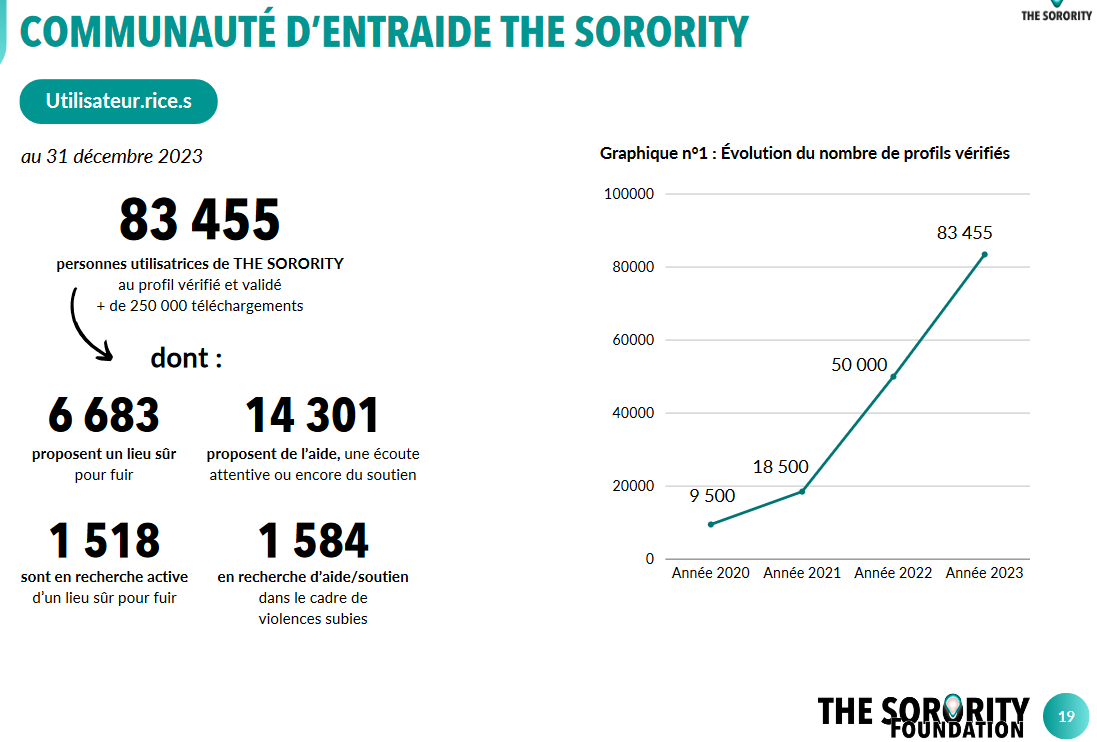 COMMUNAUTÉ D'ENTRAIDE THE SORORITY
THE SORORITY
Utilisateur.rice.s
au 31 décembre 2023
83 455
personnes utilisatrices de THE SORORITY
au profil vérifié et validé
+ de 250 000 téléchargements
dont :
6 683
proposent un lieu sûr
pour fuir
14 301
proposent de l'aide, une écoute
attentive ou encore du soutien
1 518
sont en recherche active
d'un lieu sûr pour fuir
1 584
en recherche d'aide/soutien
dans le cadre de
violences subies
Graphique n°1 : Évolution du nombre de profils vérifiés
100000
80000
60000
40000
20000
0
9 500
18 500
50 000
83 455
Année 2020
Année 2021
Année 2022
Année 2023
THE SORORITY
FOUNDATION
19